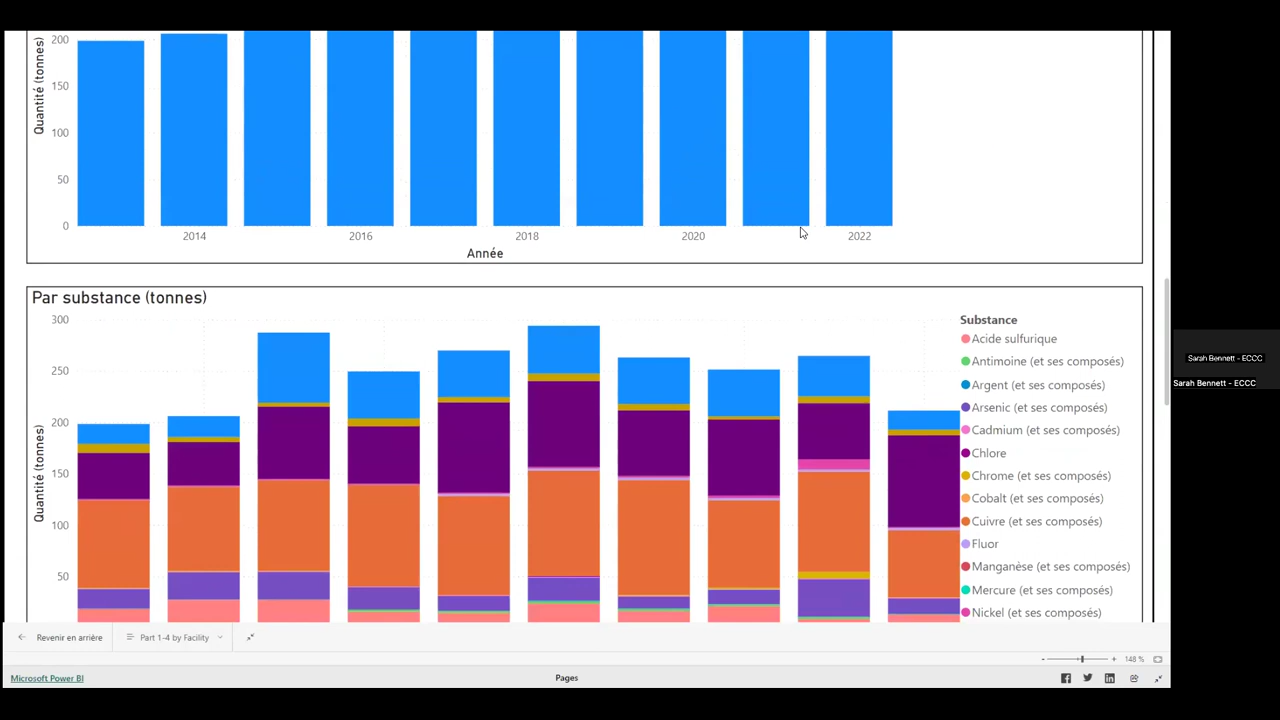 200
150
100
50
0
Quantité (tonnes)
2014 2016 2018 2020 2022
Année
Par substance (tonnes)
300
250
200
150
100
50
Quantité (tonnes)
Substance
Acide sulfurique
Antimoine (et ses composés)
Argent (et ses composés)
Arsenic (et ses composés)
Cadmium (et ses composés)
Chlore
Chrome (et ses composés)
Cobalt (et ses composés)
Cuivre (et ses composés)
Fluor
Manganèse (et ses composés)
Mercure (et ses composés)
Nickel (et ses composés)
Sarah Bennett - ECCC
Sarah Bennett - ECCC
Revenir en arrière
Part 1-4 by Facility
- + 148 %
Microsoft Power BI
Pages